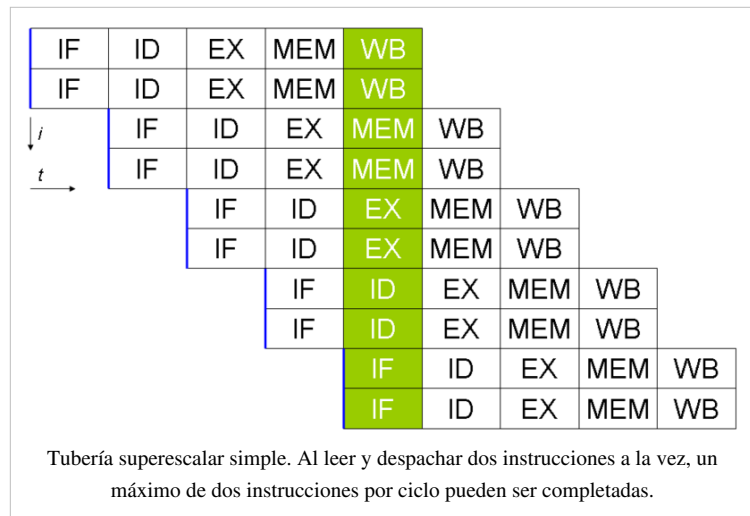 IF ID EX MEM WB
IF ID EX MEM WB
IF ID EX MEM WB
i
IF ID EX MEM WB
t
IF ID EX MEM WB
IF ID EX MEM WB
IF ID EX MEM WB
IF ID EX MEM WB
IF ID EX MEM WB
IF ID EX MEM WB
Tubería superescalar simple. Al leer y despachar dos instrucciones a la vez, un
máximo de dos instrucciones por ciclo pueden ser completadas.